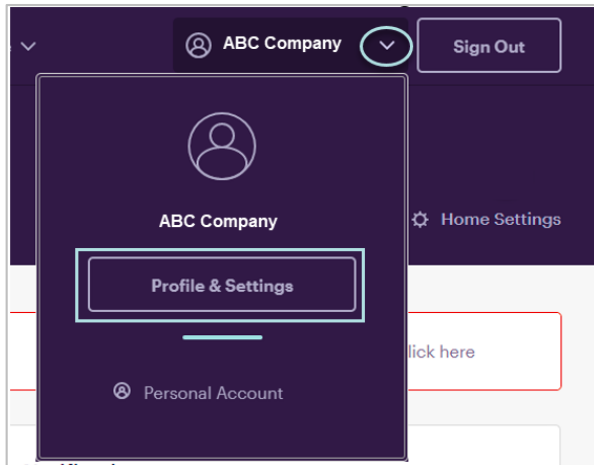 ABC Company
Sign Out
ABC Company
Home Settings
Profile & Settings
lick here
Personal Account